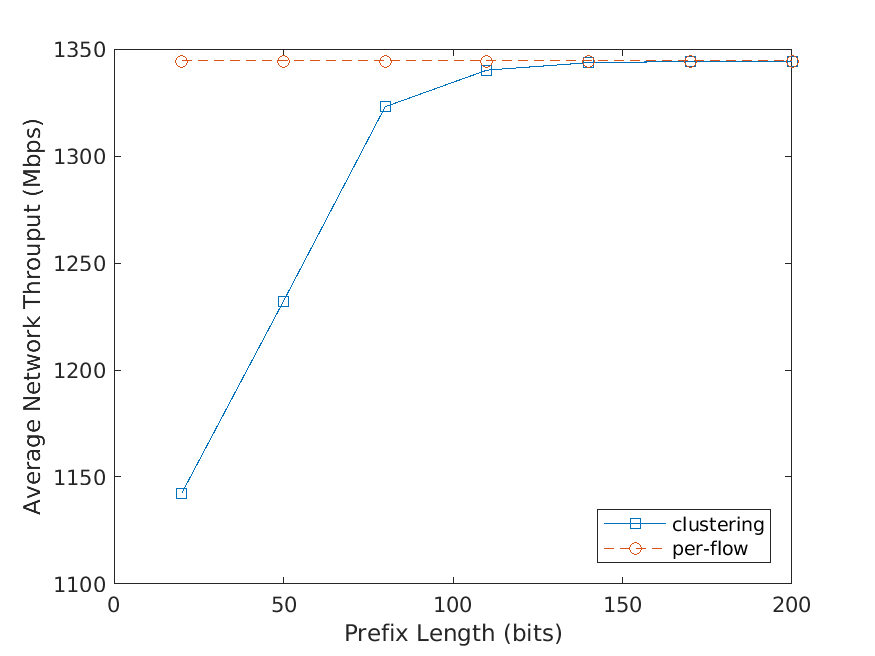 1350
1300
1250
1200
1150
1100
0
50
100
150
200
Average Network Throuput (Mbps)
Prefix Length (bits)
clustering
per-flow